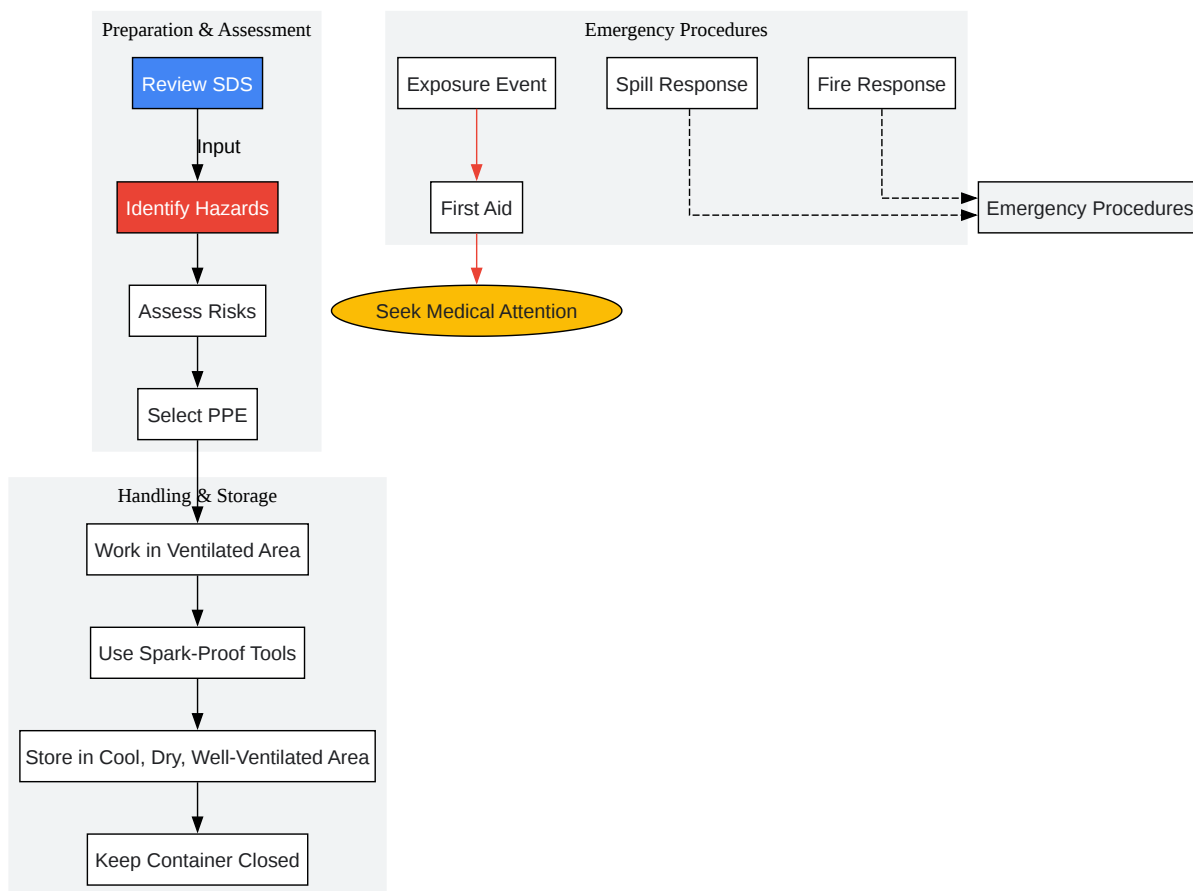 Preparation & Assessment
Review SDS
Input
Identify Hazards
Assess Risks
Select PPE
Handling & Storage
Work in Ventilated Area
Use Spark-Proof Tools
Store in Cool, Dry, Well-Ventilated Area
Keep Container Closed
Emergency Procedures
Exposure Event
Spill Response
Fire Response
First Aid
Emergency Procedures
Seek Medical Attention